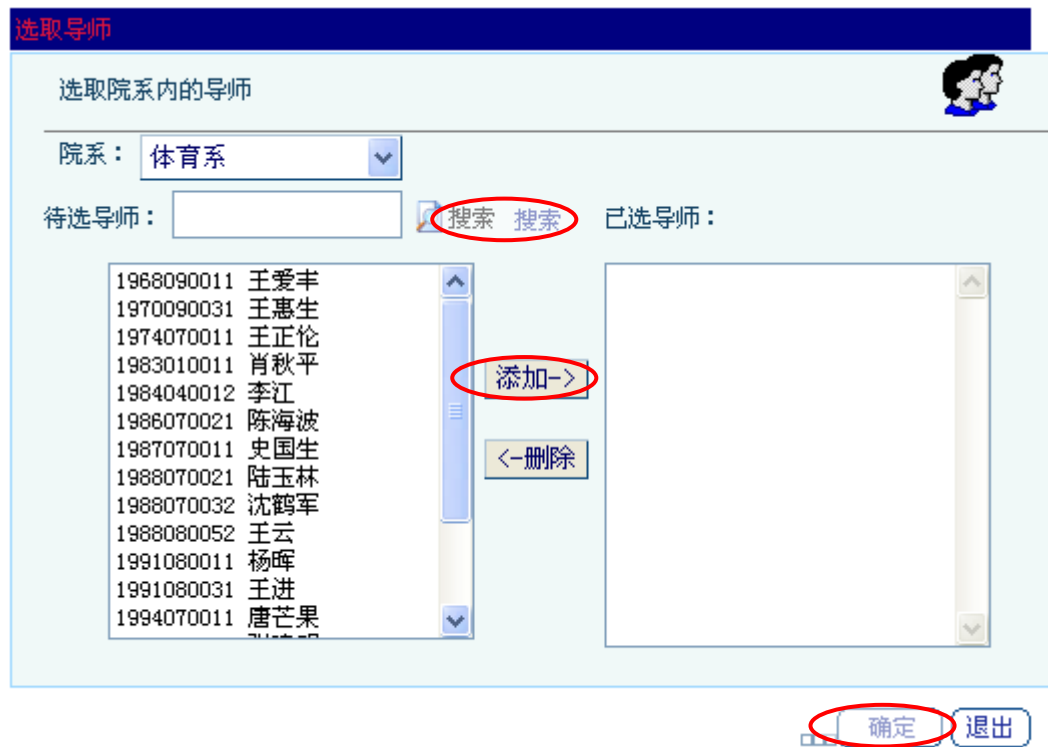 选取导师
选取院系内的导师
院系： 体育系
待选导师： 搜索 搜索 已选导师：
1968090011 王爱丰
1970090031 王惠生
1974070011 王正伦
1983010011 肖秋平
1984040012 李江
1986070021 陈海波
1987070011 史国生
1988070021 陆玉林
1988070032 沈鹤军
1988080052 王云
1991080011 杨晖
1991080031 王进
1994070011 唐芒果
添加->
<-删除
确定 退出